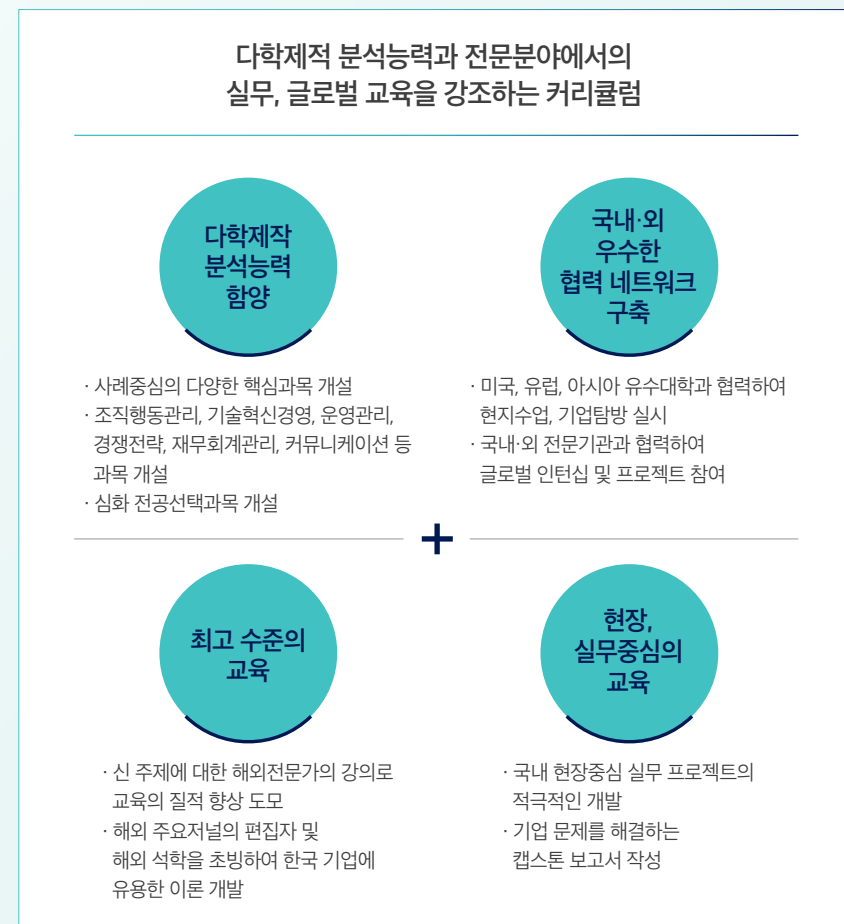 다학제적 분석능력과 전문분야에서의
실무, 글로벌 교육을 강조하는 커리큘럼
다학제작
분석능력
함양
· 사례중심의 다양한 핵심과목 개설
· 조직행동관리, 기술혁신경영, 운영관리,
경쟁전략, 재무회계관리, 커뮤니케이션 등
과목 개설
· 심화 전공선택과목 개설
국내·외
우수한
협력 네트워크
구축
· 미국, 유럽, 아시아 유수대학과 협력하여
현지수업, 기업탐방 실시
· 국내·외 전문기관과 협력하여
글로벌 인턴십 및 프로젝트 참여
+
최고 수준의
교육
· 신 주제에 대한 해외전문가의 강의로
교육의 질적 향상 도모
· 해외 주요저널의 편집자 및
해외 석학을 초빙하여 한국 기업에
유용한 이론 개발
현장,
실무중심의
교육
· 국내 현장중심 실무 프로젝트의
적극적인 개발
· 기업 문제를 해결하는
캡스톤 보고서 작성